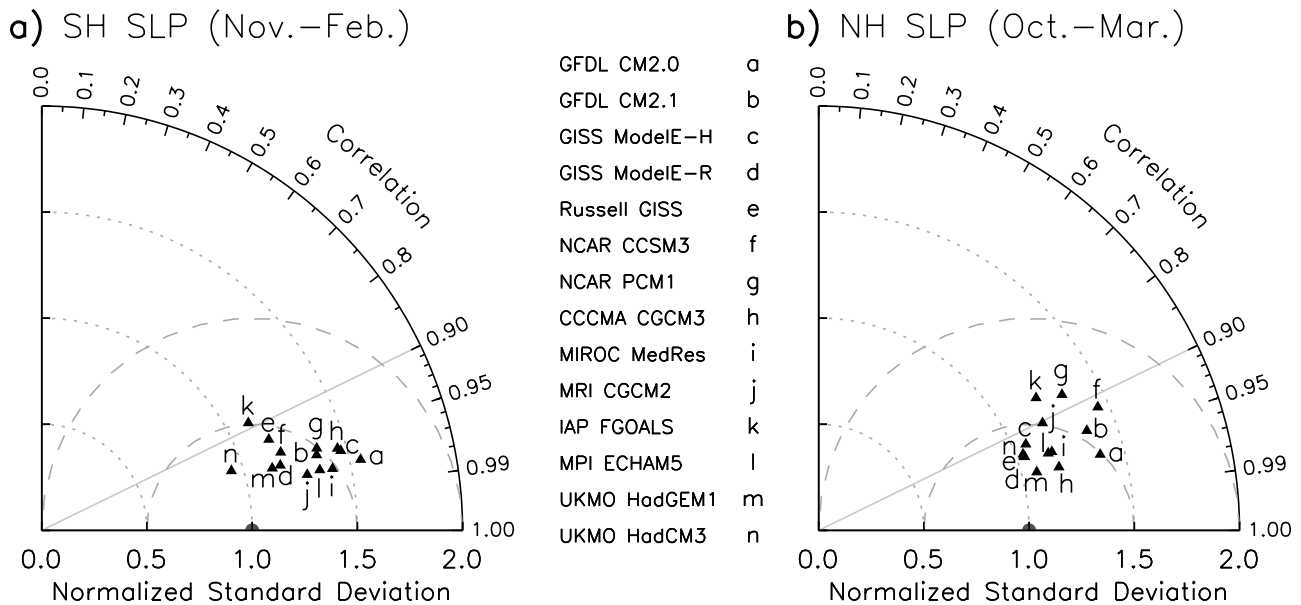 a) SH SLP (Nov.–Feb.)
0.0
0.1
0.2
0.3
0.4
0.5
0.6
0.7
0.8
0.90
0.95
0.99
1.00
Correlation
k
e
f
g
h
c
b
a
n
m
d
j
l
i
0.0 0.5 1.0 1.5 2.0
Normalized Standard Deviation
GFDL CM2.0 a
GFDL CM2.1 b
GISS ModelE–H c
GISS ModelE–R d
Russell GISS e
NCAR CCSM3 f
NCAR PCM1 g
CCCMA CGCM3 h
MIROC MedRes i
MRI CGCM2 j
IAP FGOALS k
MPI ECHAM5 l
UKMO HadGEM1 m
UKMO HadCM3 n
b) NH SLP (Oct.–Mar.)
0.0
0.1
0.2
0.3
0.4
0.5
0.6
0.7
0.8
0.90
0.95
0.99
1.00
Correlation
g
k
f
j
c
b
n
l
i
a
e
d
m
h
0.0 0.5 1.0 1.5 2.0
Normalized Standard Deviation